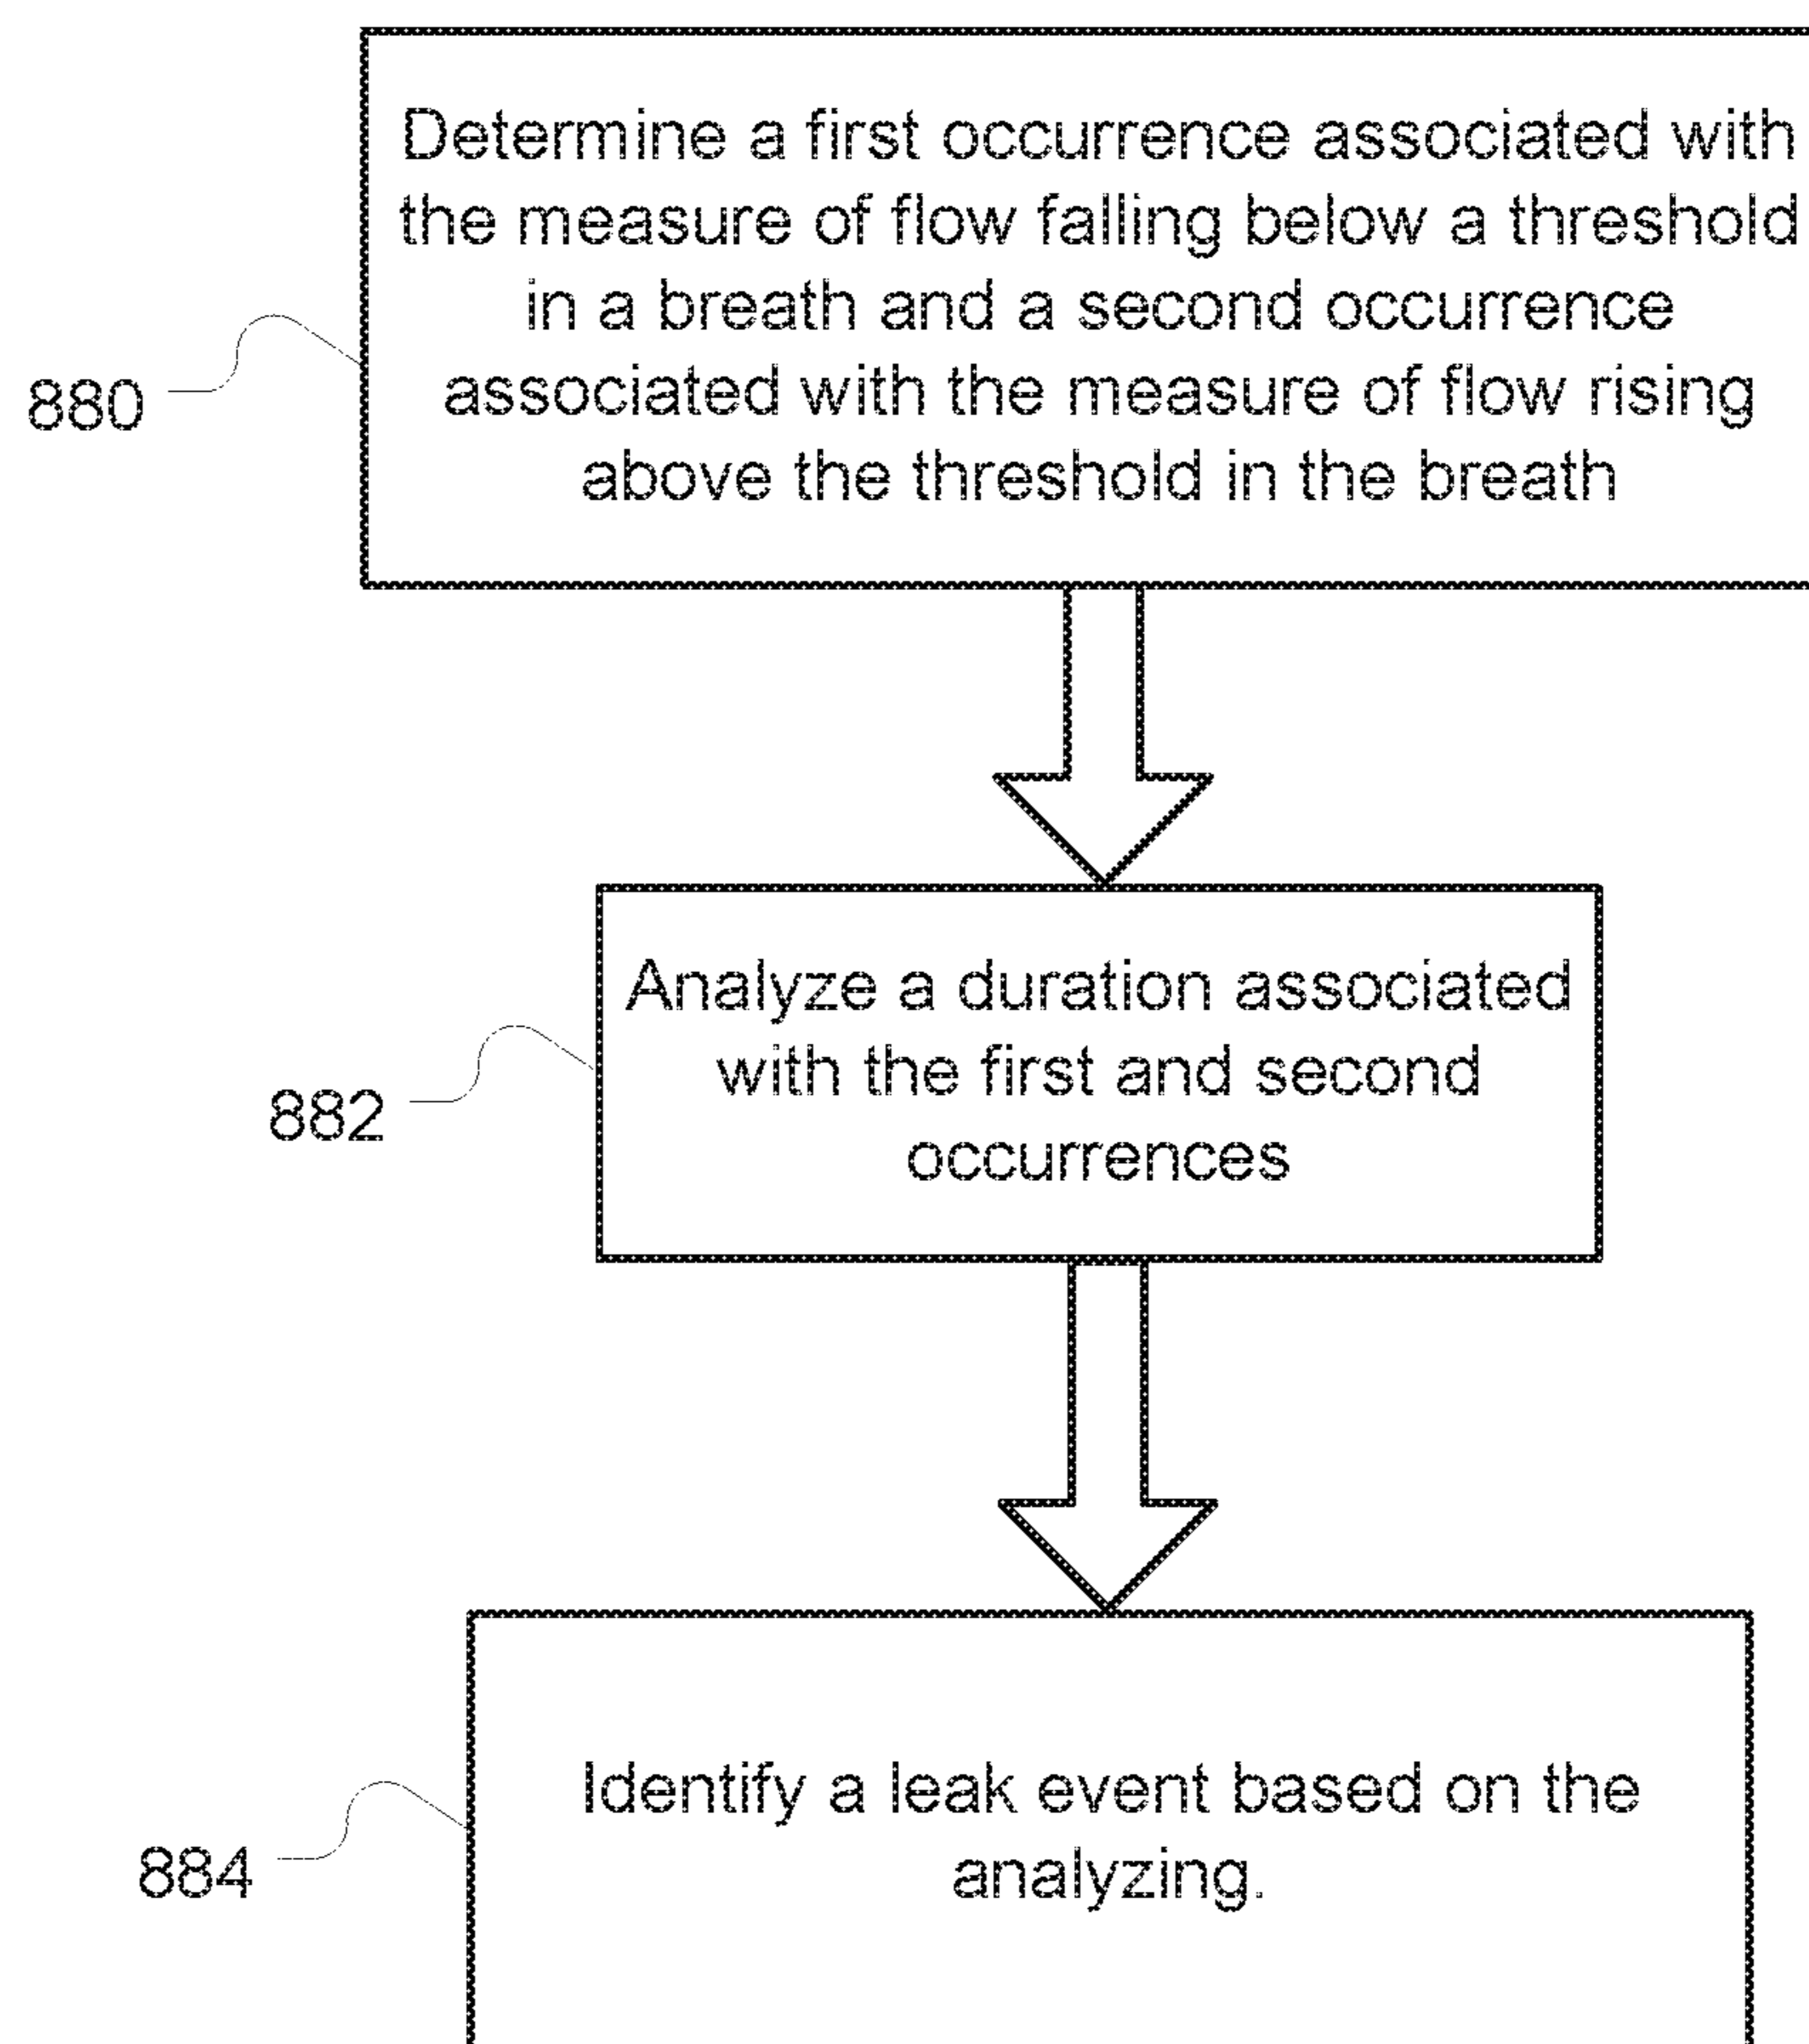 Determine a first occurrence associated with
the measure of flow falling below a threshold
in a breath and a second occurrence
associated with the measure of flow rising
above the threshold in the breath
880
Analyze a duration associated
with the first and second
occurrences
882
Identify a leak event based on the
analyzing.
884